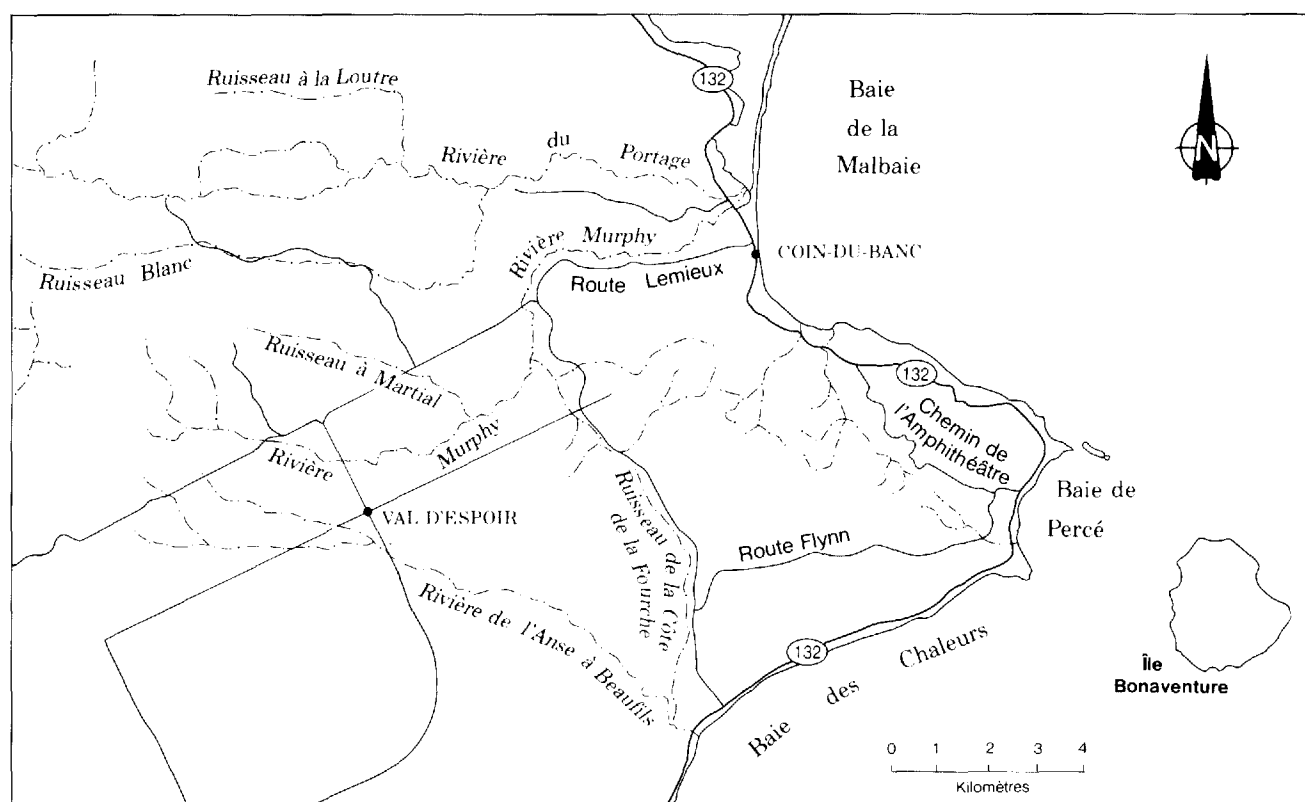 132
Ruisseau à la Loutre
Baie
de la
Malbaie
N
Rivière du Portage
Rivière Murphy
COIN-DU-BANC
Ruisseau Blanc
Route Lemieux
Ruisseau à Martial
132
Chemin de
l'Amphithéâtre
Rivière Murphy
Baie de
Percé
VAL D'ESPOIR
Ruisseau de la Côte
de la Fourche
Route Flynn
Rivière de l'Anse à Beaufils
132
Baie des Chaleurs
Île
Bonaventure
0 1 2 3 4
Kilomètres